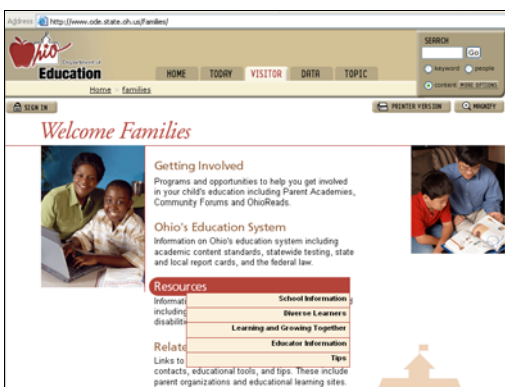 Address http://www.ode.state.oh.us/families/
Ohio
Department of
Education
HOME TODAY VISITOR DATA TOPIC
SEARCH
Go
keyword people
content MORE OPTIONS
Home > families
SIGN IN
PRINTER VERSION MAGNIFY
Welcome Families
Getting Involved
Programs and opportunities to help you get involved
in your child's education including Parent Academies,
Community Forums and OhioReads.
Ohio's Education System
Information on Ohio's education system including
academic content standards, statewide testing, state
and local report cards, and the federal law.
Resources
School Information
including
Diverse Learners
Learning and Growing Together
Educator Information
Tips
Links to
contacts, educational tools, and tips. These include
parent organizations and educational learning sites.